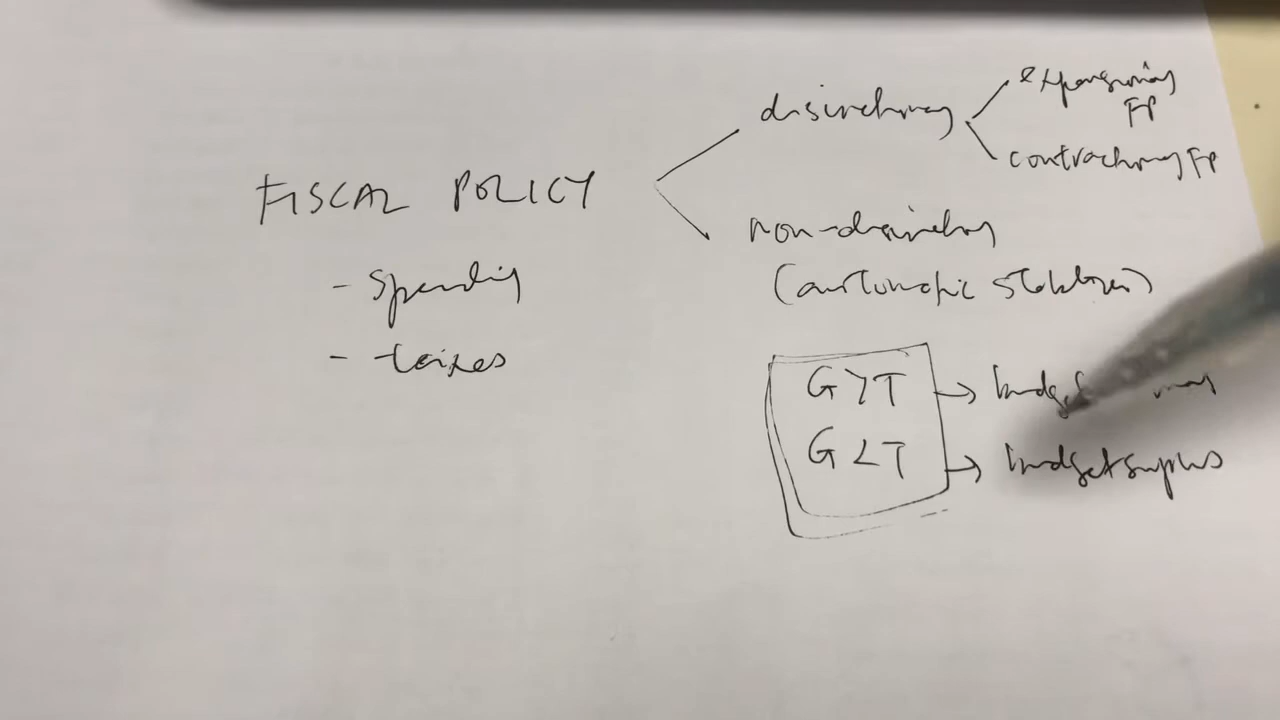 FISCAL POLICY
- spending
- taxes
discretionary
expansionary
FP
contractionary FP
non-discretionary
(automatic stabilizers)
G > T →
G < T → budget surplus